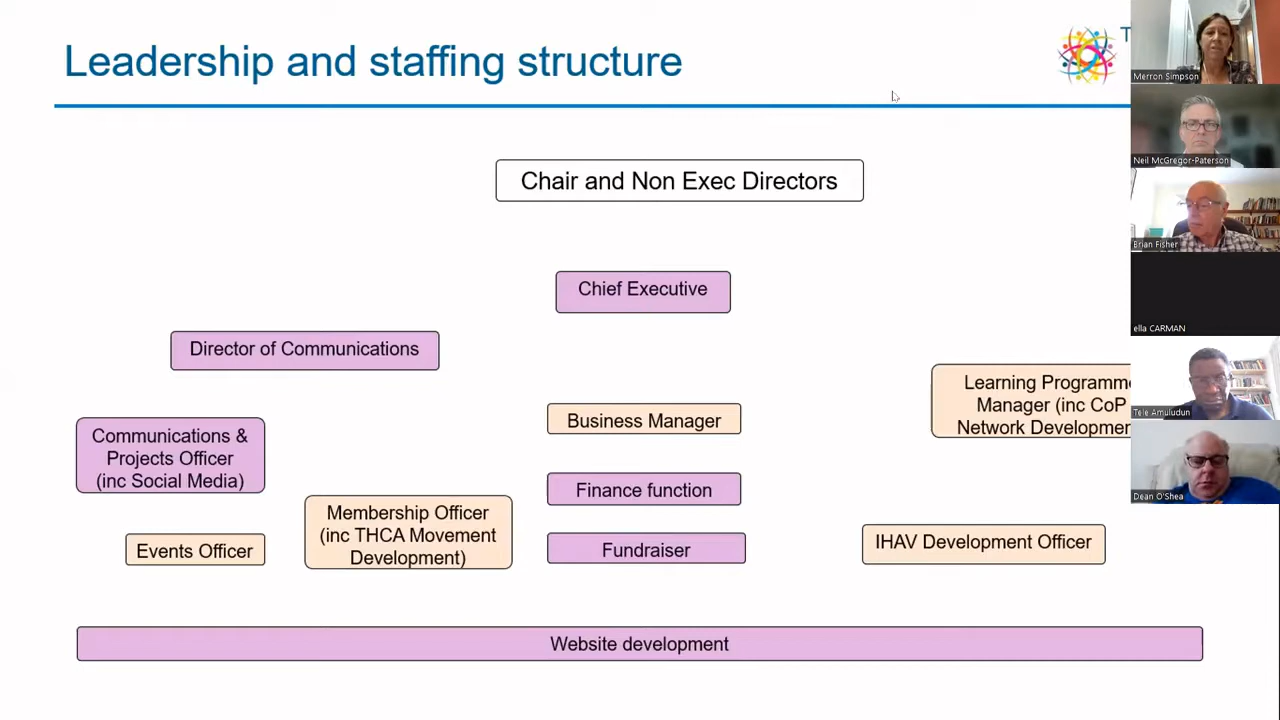 Leadership and staffing structure
T
Merron Simpson
Neil McGregor-Paterson
Chair and Non Exec Directors
Brian Fisher
Chief Executive
ella CARMAN
Director of Communications
Learning Programme
Manager (inc CoP
Network Developmen
Tele Amuludun
Business Manager
Communications &
Projects Officer
(inc Social Media)
Finance function
Dean O'Shea
Membership Officer
(inc THCA Movement
Development)
Events Officer
Fundraiser
IHAV Development Officer
Website development